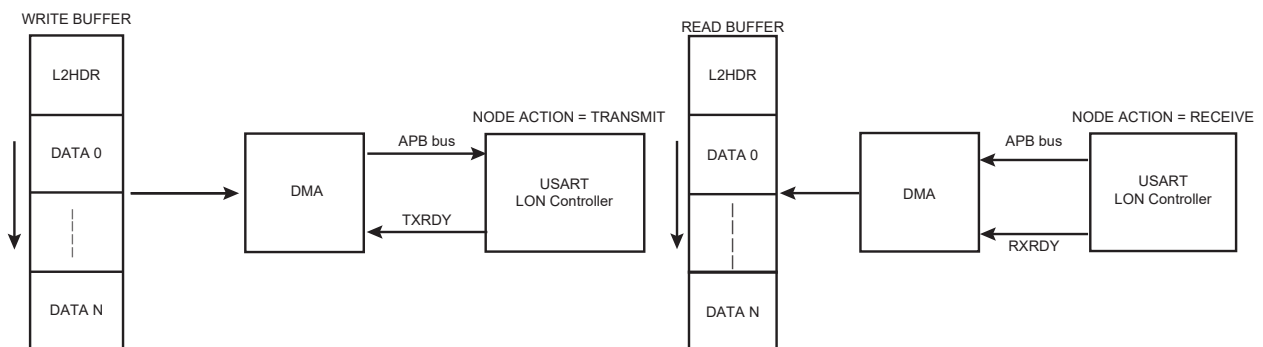 WRITE BUFFER
L2HDR
DATA 0
DATA N
DMA
APB bus
TXRDY
NODE ACTION = TRANSMIT
USART
LON Controller
READ BUFFER
L2HDR
DATA 0
DATA N
DMA
APB bus
RXRDY
NODE ACTION = RECEIVE
USART
LON Controller